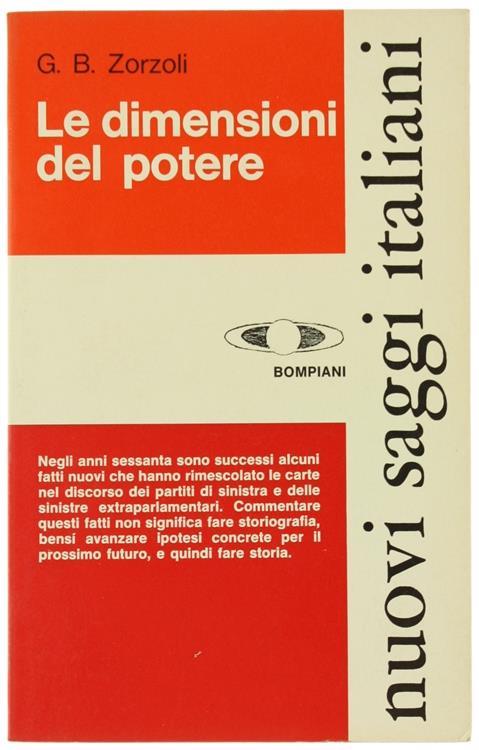 G. B. Zorzoli
Le dimensioni
del potere
BOMPIANI
Negli anni sessanta sono successi alcuni
fatti nuovi che hanno rimescolato le carte
nel discorso dei partiti di sinistra e delle
sinistre extraparlamentari. Commentare
questi fatti non significa fare storiografia,
bensì avanzare ipotesi concrete per il
prossimo futuro, e quindi fare storia.
nuovi saggi italiani